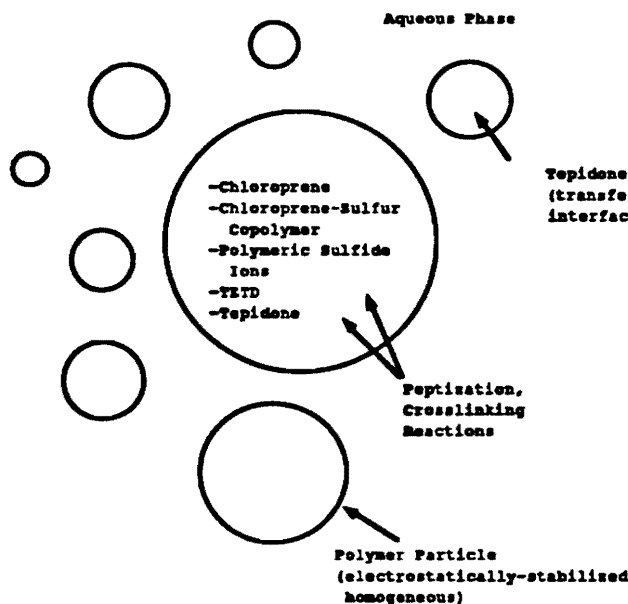 Aqueous Phase
Tepidone
(transfe
interfac
-Chloroprene
-Chloroprene-Sulfur
Copolymer
-Polymeric Sulfide
Ions
-TETD
-Tepidone
Peptization,
Crosslinking
Reactions
Polymer Particle
(electrostatically-stabilized
homogeneous)